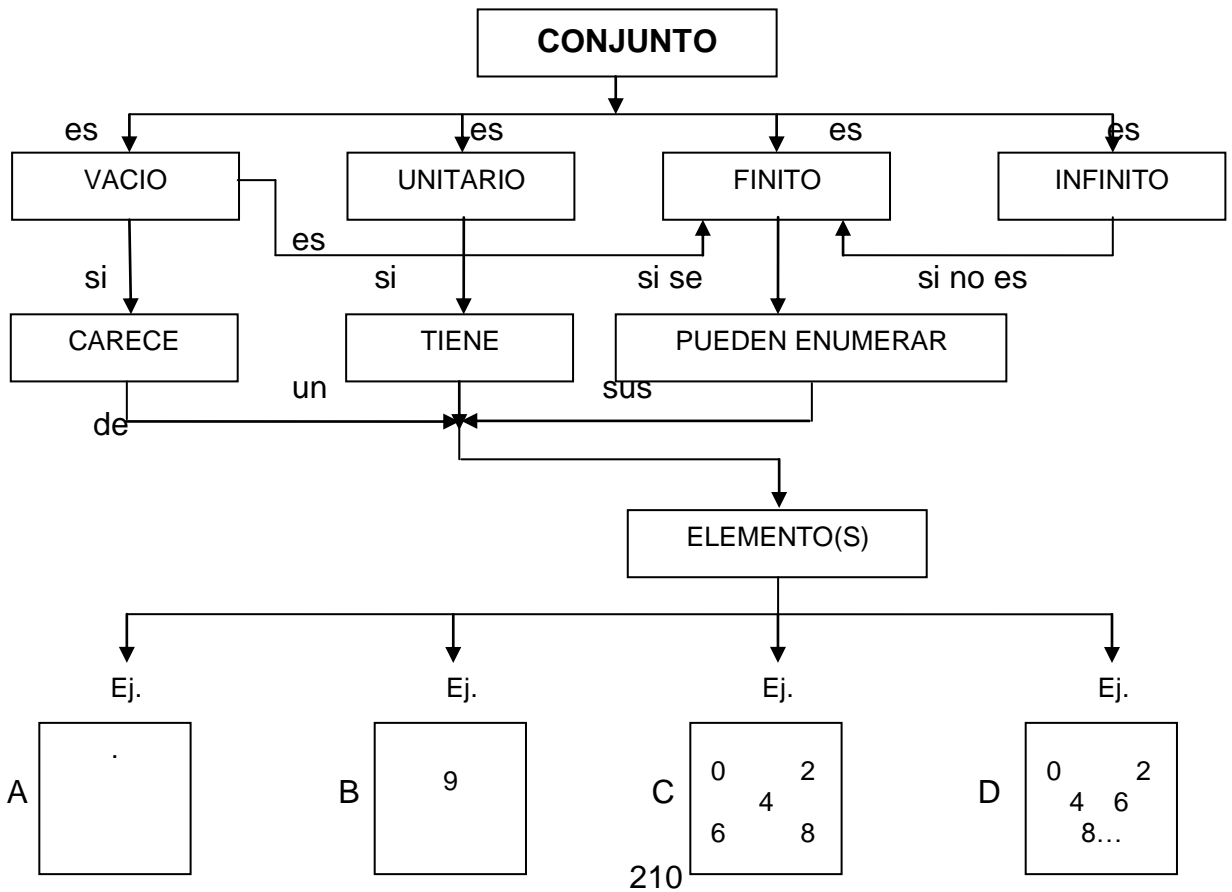 CONJUNTO
es es es es
VACIO UNITARIO FINITO INFINITO
es
si si si se si no es
CARECE TIENE PUEDEN ENUMERAR
un sus
de
ELEMENTO(S)
Ej. Ej. Ej. Ej.
.
A B 9 C 0 2 D 0 2
4 4 6
6 8 8…
210